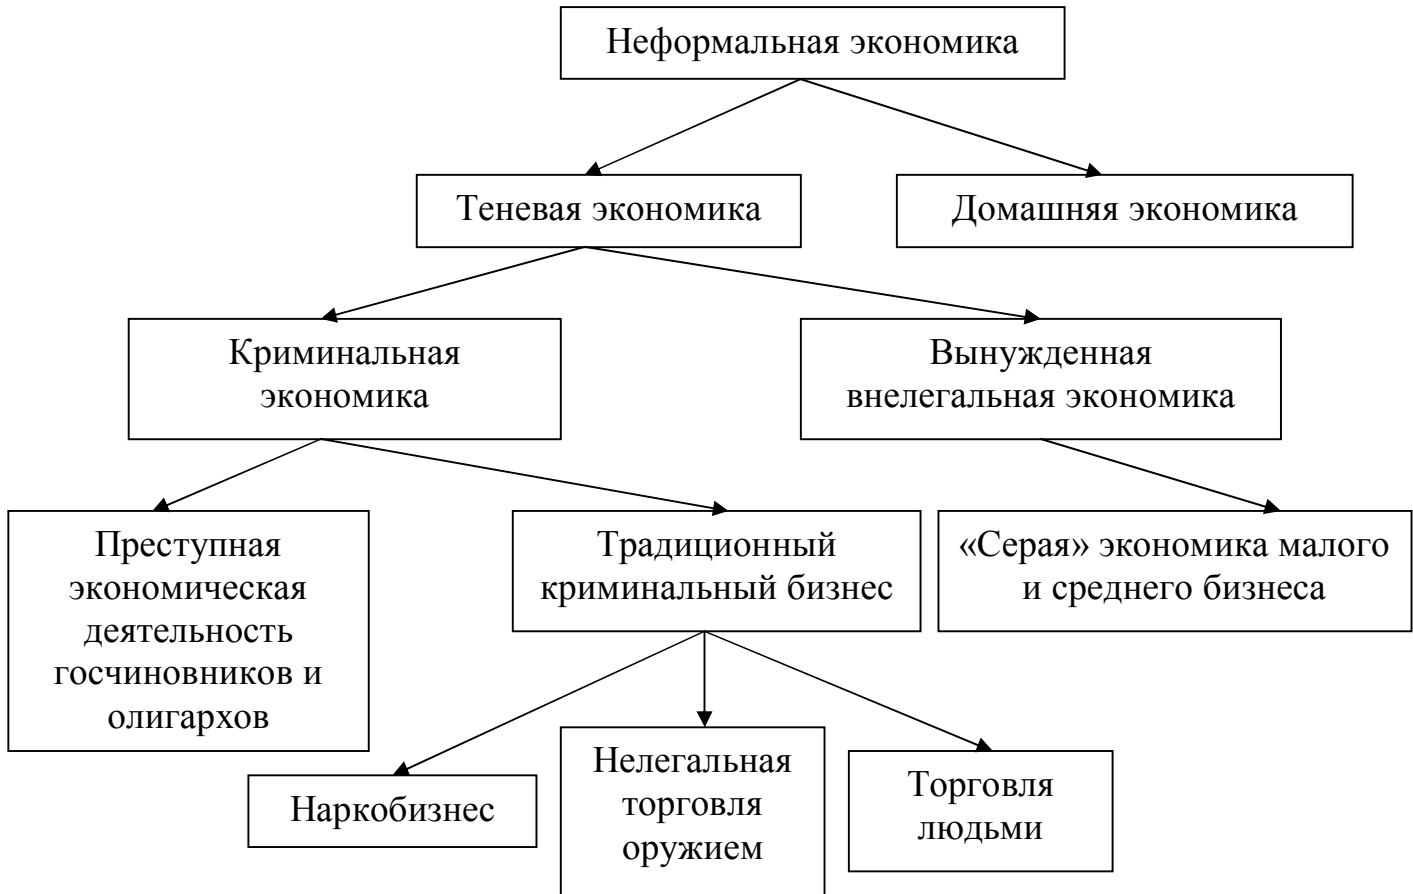 Неформальная экономика
Теневая экономика
Домашняя экономика
Криминальная
экономика
Вынужденная
внелегальная экономика
Преступная
экономическая
деятельность
госчиновников и
олигархов
Традиционный
криминальный бизнес
«Серая» экономика малого
и среднего бизнеса
Наркобизнес
Нелегальная
торговля
оружием
Торговля
людьми